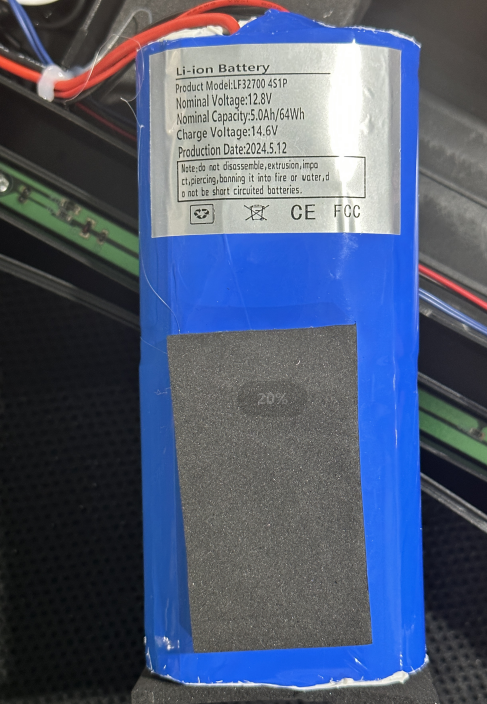 Li-ion Battery
Product Model:LF32700 4S1P
Nominal Voltage:12.8V
Nominal Capacity:5.0Ah/64Wh
Charge Voltage:14.6V
Production Date:2024.5.12
Note:do not disassemble,extrusion,impa
ct,piercing,banning it into fire or water,d
o not be short circuited batteries.
CE FCC
20%